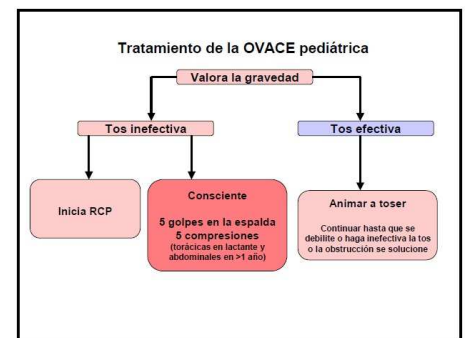 Tratamiento de la OVACE pediátrica
Valora la gravedad
Tos inefectiva
Tos efectiva
Inicia RCP
Consciente
5 golpes en la espalda
5 compresiones
(torácicas en lactante y
abdominales en >1 año)
Animar a toser
Continuar hasta que se
debilite o haga inefectiva la tos
o la obstrucción se solucione